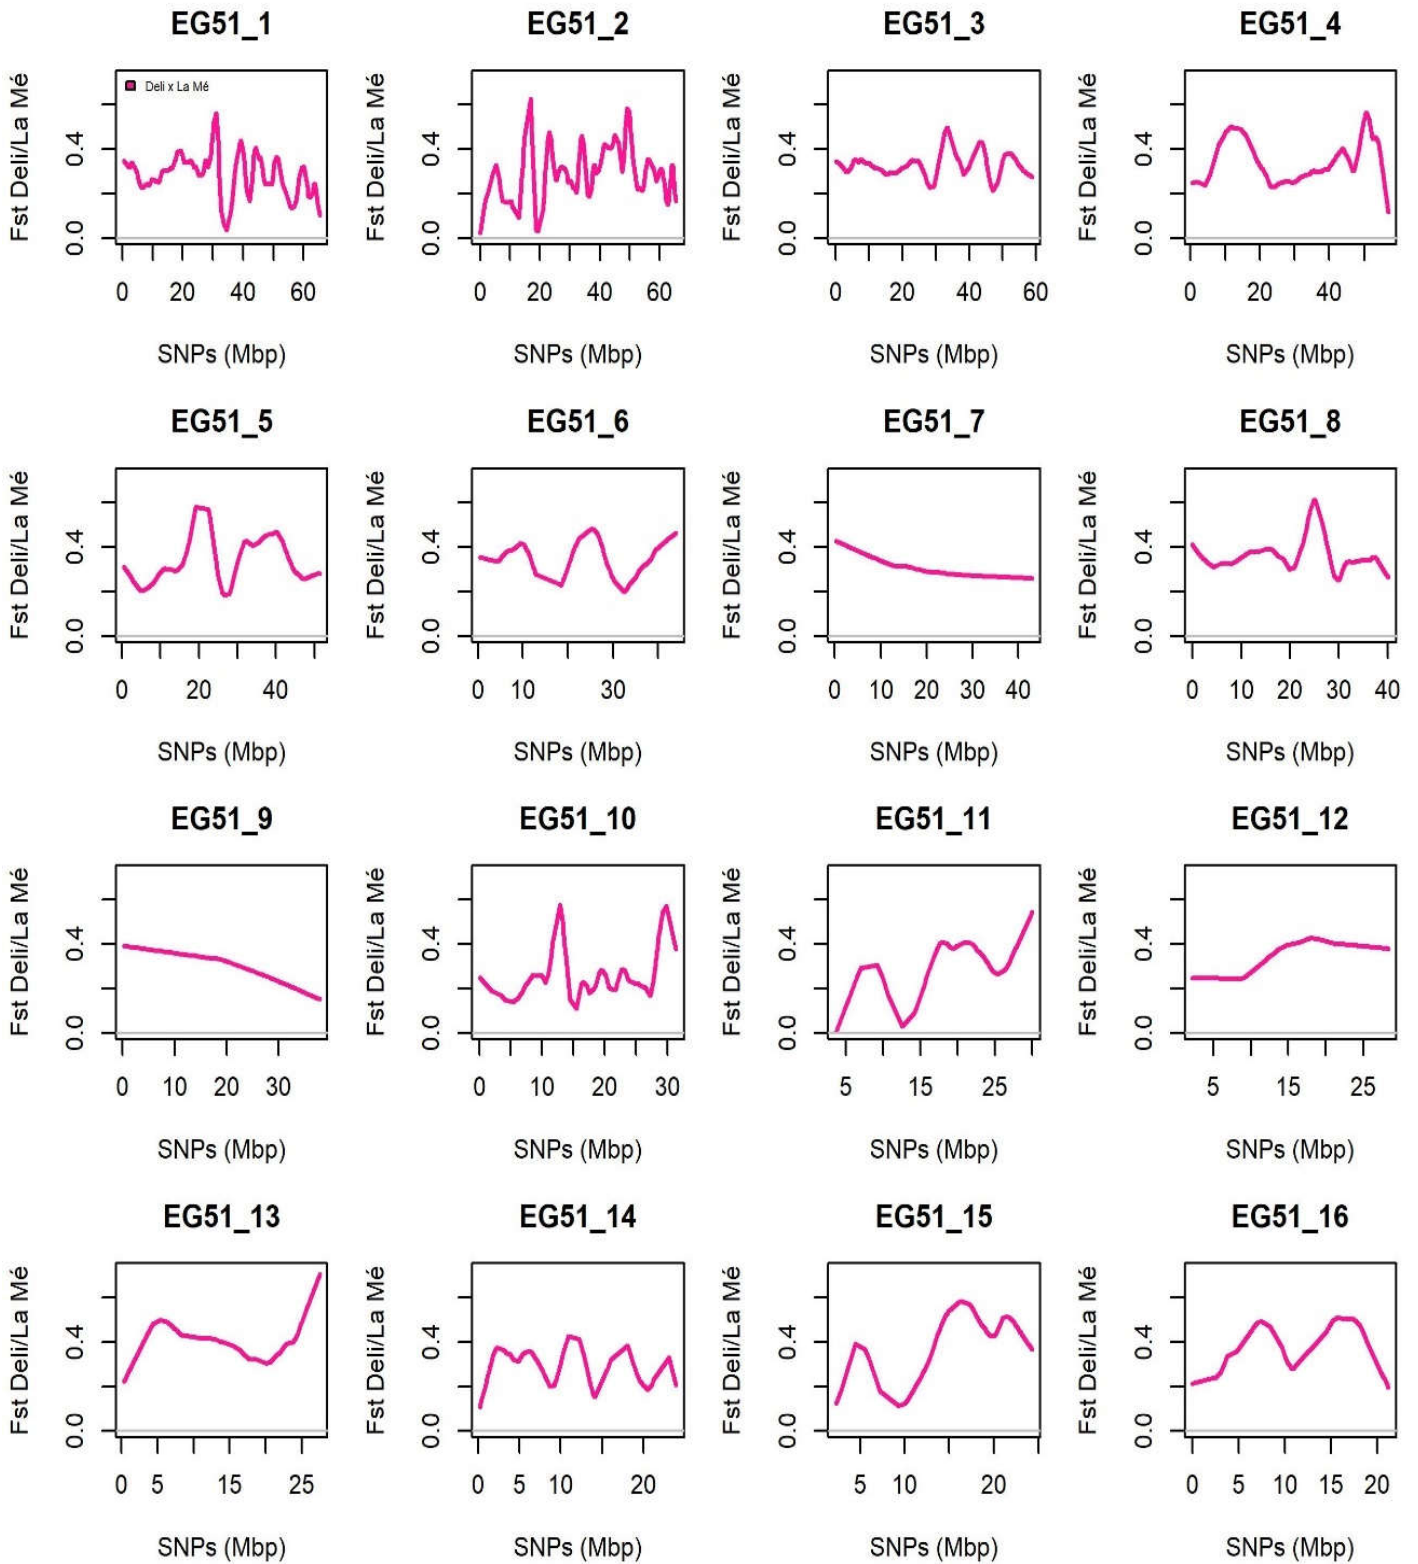 EG51_1
Fst Deli/La Mé
0.0 0.4
Deli x La Mé
0 20 40 60
SNPs (Mbp)
EG51_2
Fst Deli/La Mé
0.0 0.4
0 20 40 60
SNPs (Mbp)
EG51_3
Fst Deli/La Mé
0.0 0.4
0 20 40 60
SNPs (Mbp)
EG51_4
Fst Deli/La Mé
0.0 0.4
0 20 40
SNPs (Mbp)
EG51_5
Fst Deli/La Mé
0.0 0.4
0 20 40
SNPs (Mbp)
EG51_6
Fst Deli/La Mé
0.0 0.4
0 10 30
SNPs (Mbp)
EG51_7
Fst Deli/La Mé
0.0 0.4
0 10 20 30 40
SNPs (Mbp)
EG51_8
Fst Deli/La Mé
0.0 0.4
0 10 20 30 40
SNPs (Mbp)
EG51_9
Fst Deli/La Mé
0.0 0.4
0 10 20 30
SNPs (Mbp)
EG51_10
Fst Deli/La Mé
0.0 0.4
0 10 20 30
SNPs (Mbp)
EG51_11
Fst Deli/La Mé
0.0 0.4
5 15 25
SNPs (Mbp)
EG51_12
Fst Deli/La Mé
0.0 0.4
5 15 25
SNPs (Mbp)
EG51_13
Fst Deli/La Mé
0.0 0.4
0 5 15 25
SNPs (Mbp)
EG51_14
Fst Deli/La Mé
0.0 0.4
0 5 10 20
SNPs (Mbp)
EG51_15
Fst Deli/La Mé
0.0 0.4
5 10 20
SNPs (Mbp)
EG51_16
Fst Deli/La Mé
0.0 0.4
0 5 10 15 20
SNPs (Mbp)